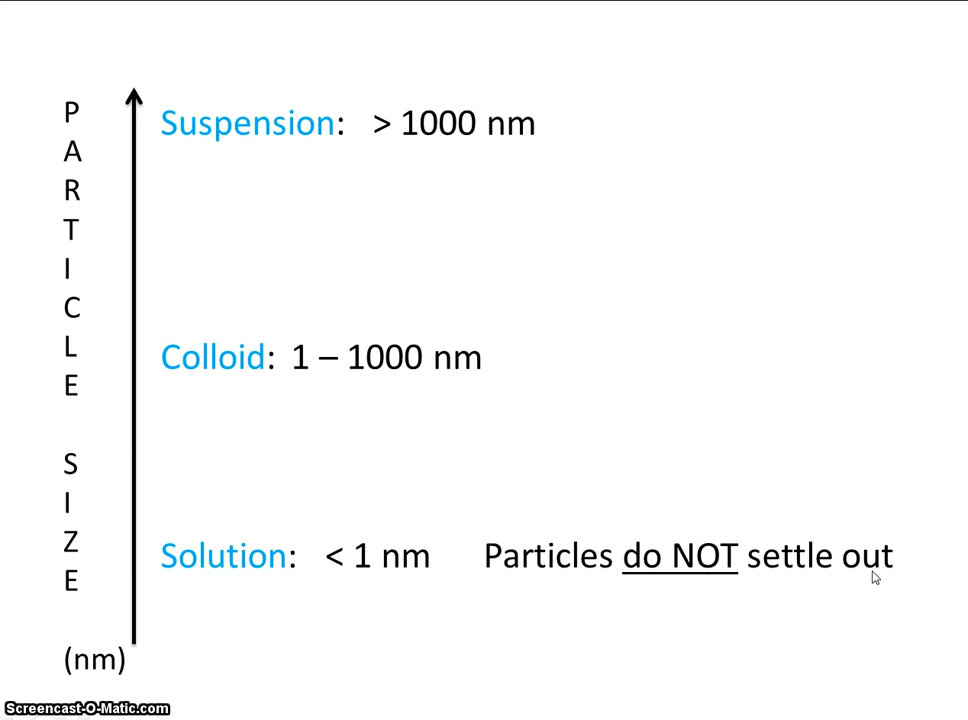 P
A
R
T
I
C
L
E
S
I
Z
E
(nm)
Suspension: > 1000 nm
Colloid: 1 – 1000 nm
Solution: < 1 nm Particles do NOT settle out
Screencast-O-Matic.com